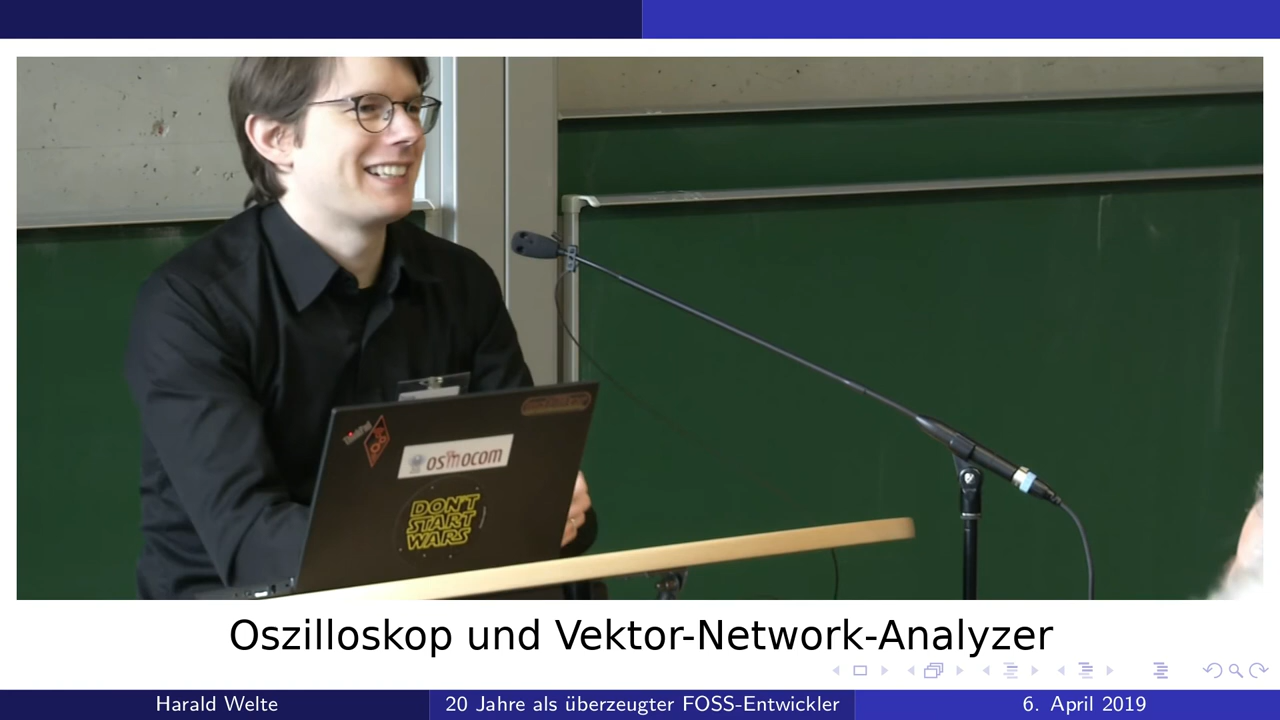 osmocom
DON'T
START
WARS
Oszilloskop und Vektor-Network-Analyzer
Harald Welte
20 Jahre als überzeugter FOSS-Entwickler
6. April 2019